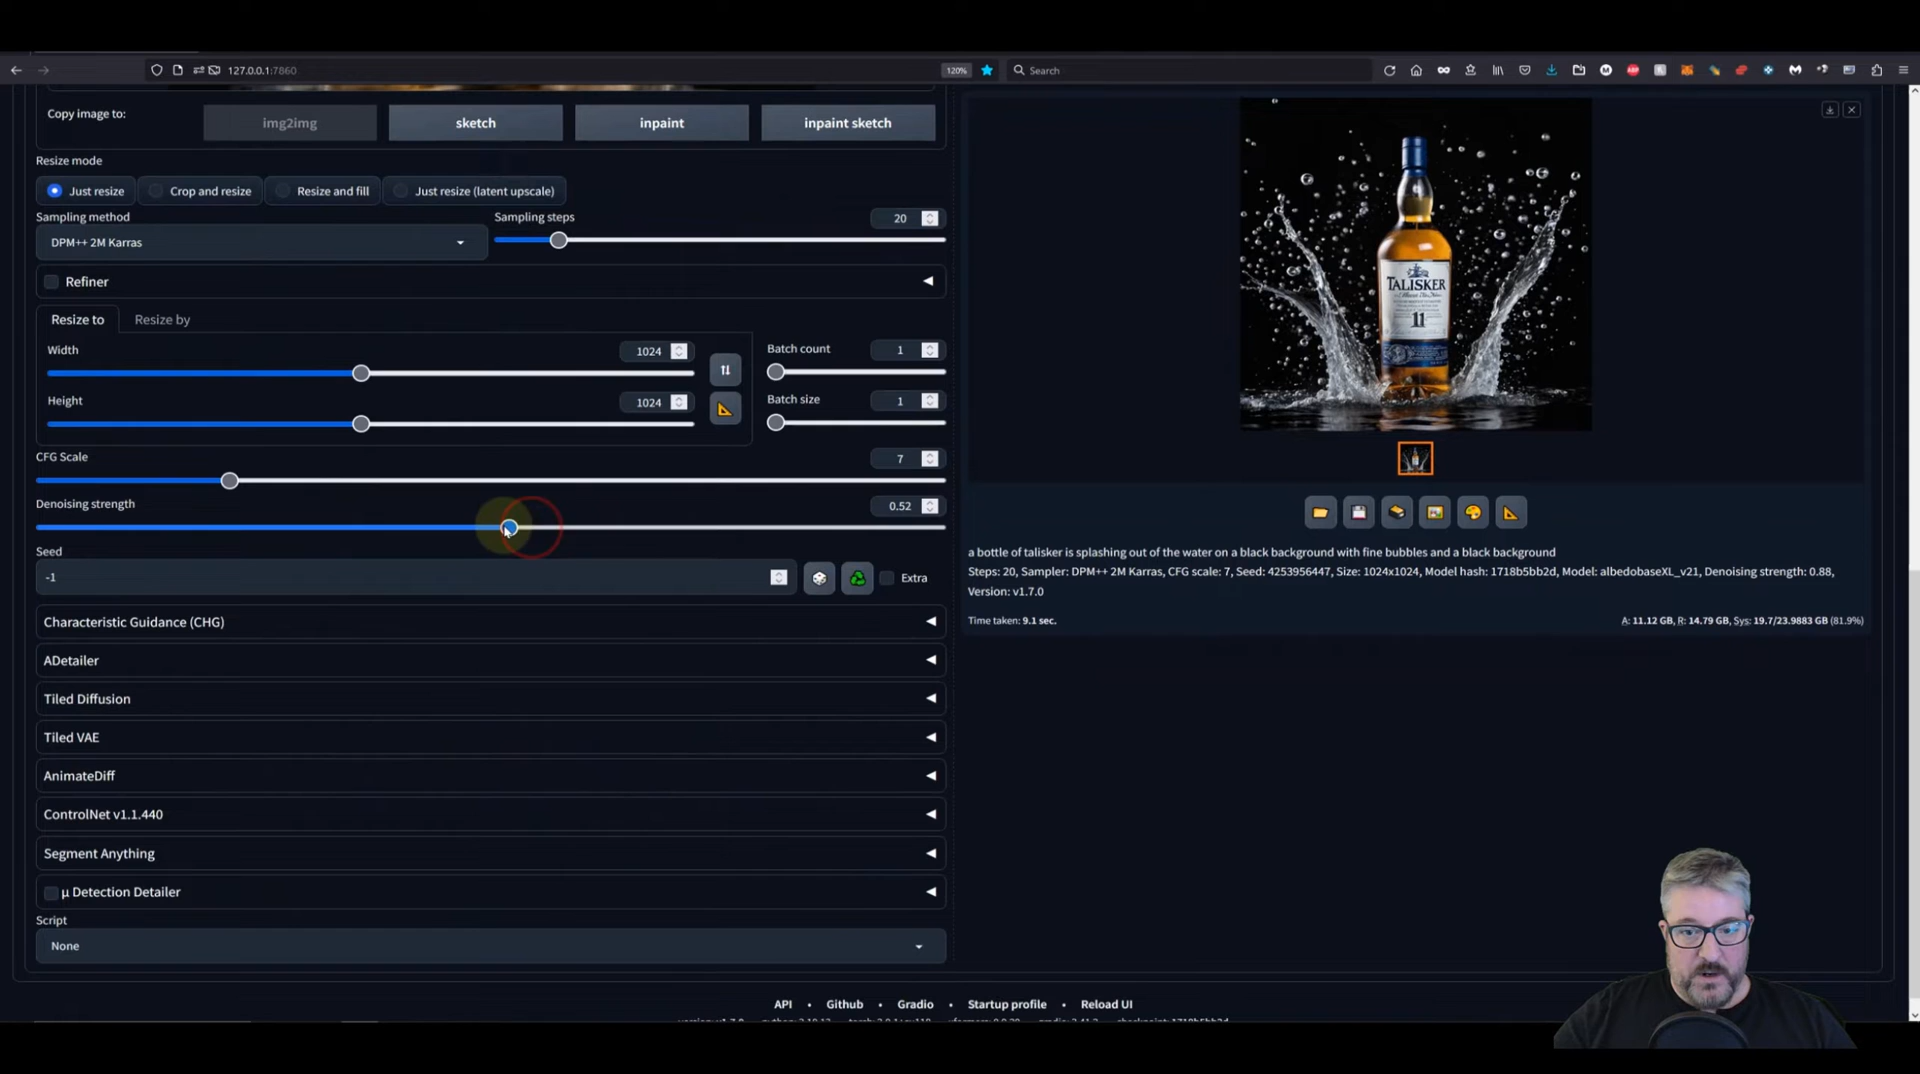 127.0.0.1:7860
120%
Search
Copy image to:
img2img
sketch
inpaint
inpaint sketch
Resize mode
Just resize
Crop and resize
Resize and fill
Just resize (latent upscale)
Sampling method
Sampling steps
20
DPM++ 2M Karras
Refiner
Resize to
Resize by
Width
1024
Batch count
1
Height
1024
Batch size
1
CFG Scale
7
Denoising strength
0.52
Seed
-1
Extra
Characteristic Guidance (CHG)
ADetailer
Tiled Diffusion
Tiled VAE
AnimateDiff
ControlNet v1.1.440
Segment Anything
µ Detection Detailer
Script
None
TALISKER
11
a bottle of talisker is splashing out of the water on a black background with fine bubbles and a black background
Steps: 20, Sampler: DPM++ 2M Karras, CFG scale: 7, Seed: 4253956447, Size: 1024x1024, Model hash: 1718b5bb2d, Model: albedobaseXL_v21, Denoising strength: 0.88,
Version: v1.7.0
Time taken: 9.1 sec.
A: 11.12 GB, R: 14.79 GB, Sys: 19.7/23.9883 GB (81.9%)
API • Github • Gradio • Startup profile • Reload UI